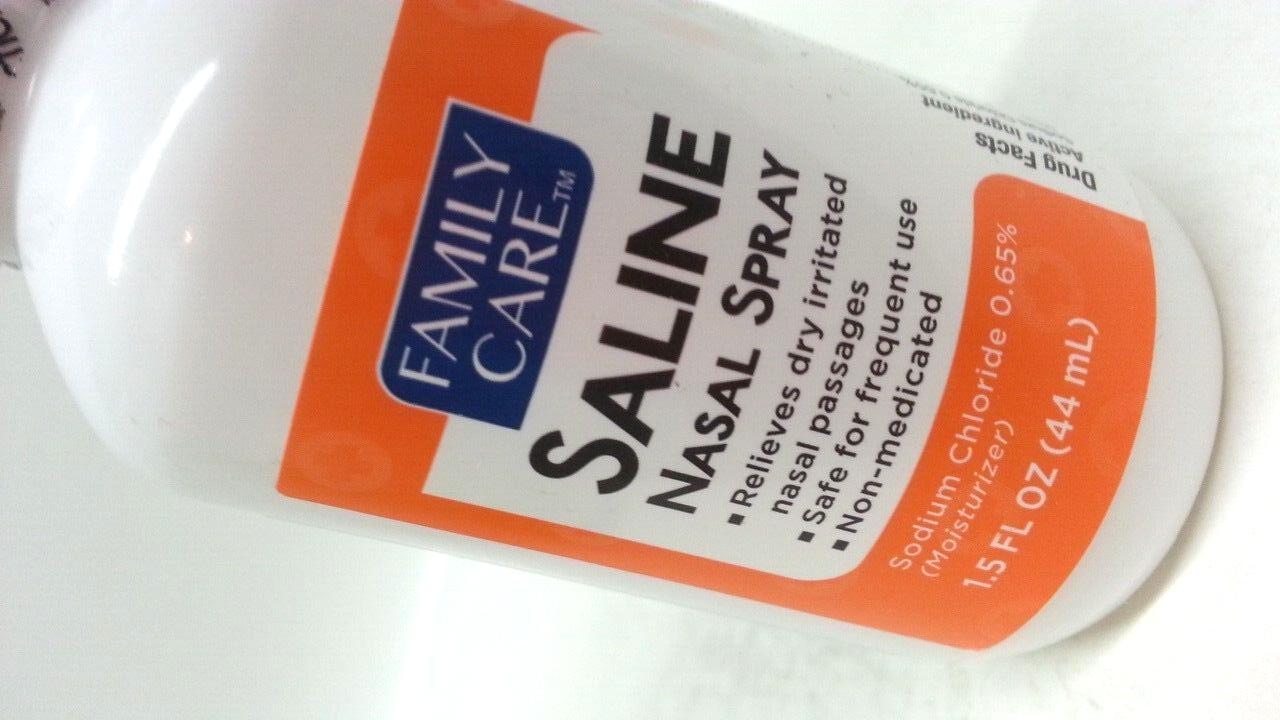 FAMILY
CARE™
SALINE
NASAL SPRAY
▪ Relieves dry irritated
nasal passages
▪ Safe for frequent use
▪ Non-medicated
Sodium Chloride 0.65%
(Moisturizer)
1.5 FL OZ (44 mL)
Drug Facts
Active Ingredient